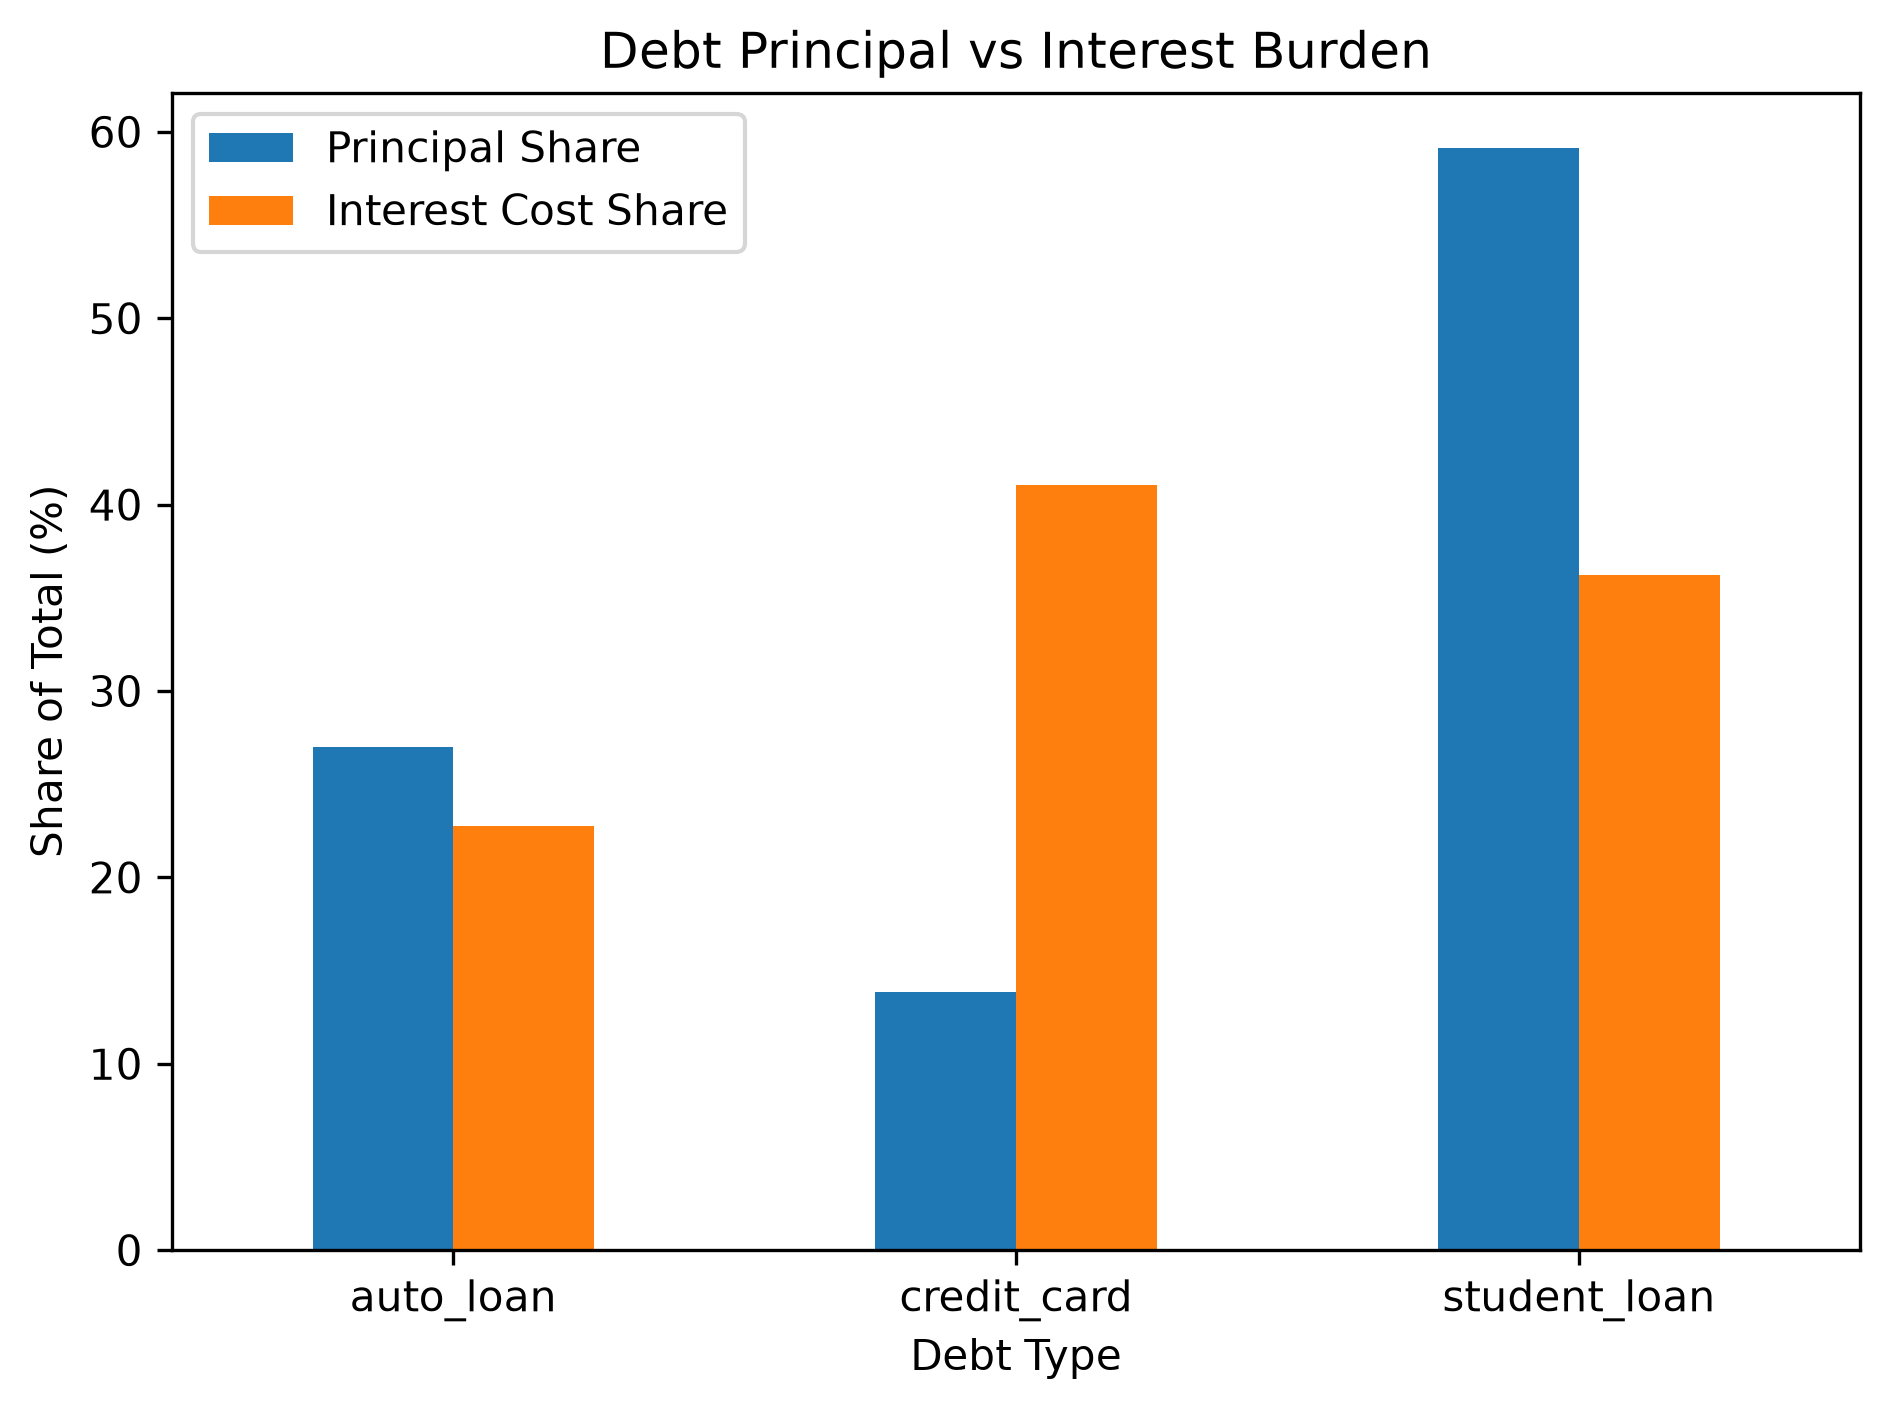 Debt Principal vs Interest Burden
Principal Share
Interest Cost Share
Share of Total (%)
60
50
40
30
20
10
0
auto_loan
credit_card
student_loan
Debt Type